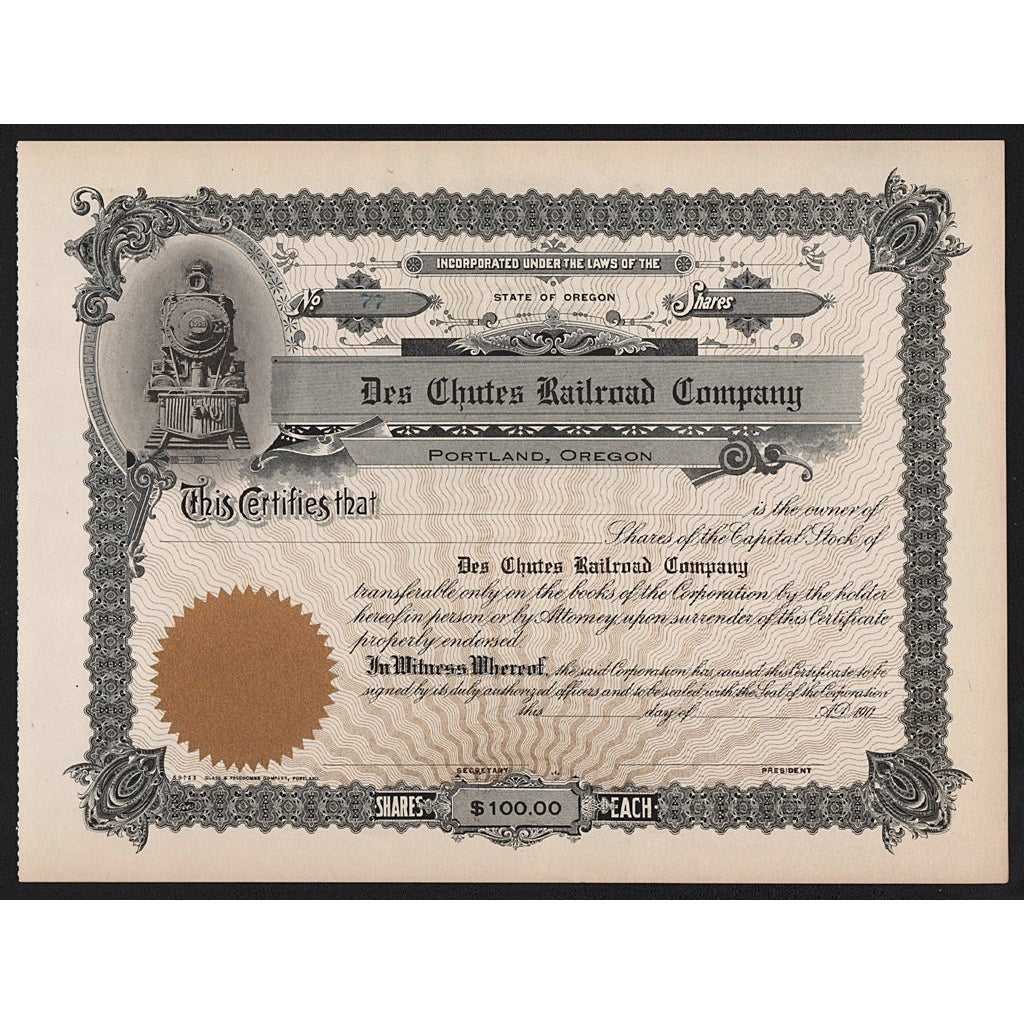 INCORPORATED UNDER THE LAWS OF THE
No. 77 STATE OF OREGON Shares
Des Chutes Railroad Company
PORTLAND, OREGON
This Certifies that is the owner of
Shares of the Capital Stock of
Des Chutes Railroad Company
transferable only on the books of the Corporation by the holder
hereof in person or by Attorney upon surrender of this Certificate
properly endorsed.
In Witness Whereof, the said Corporation has caused this Certificate to be
signed by its duly authorized officers and to be sealed with the Seal of the Corporation
this day of A.D. 190
SECRETARY PRESIDENT
COMPANY, PORTLAND
SHARES $100.00 EACH